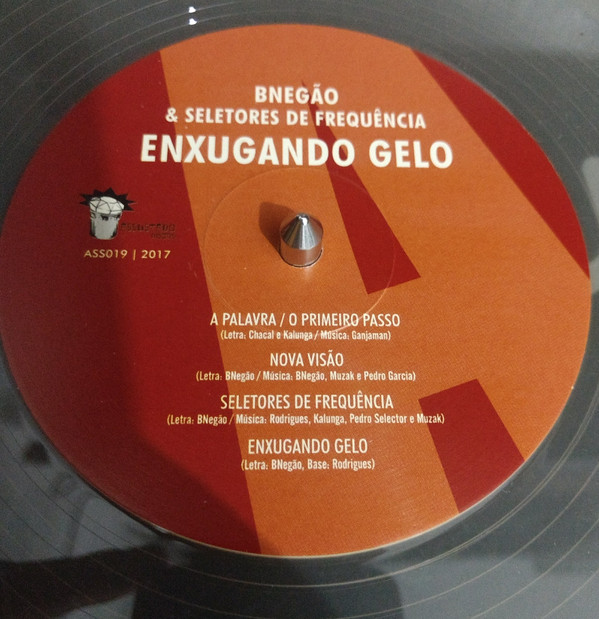 BNEGÃO
& SELETORES DE FREQUÊNCIA
ENXUGANDO GELO
ASS019 | 2017
A PALAVRA / O PRIMEIRO PASSO
(Letra: Chacal e Kalunga / Música: Ganjaman)
NOVA VISÃO
(Letra: BNegão / Música: BNegão, Muzak e Pedro Garcia)
SELETORES DE FREQUÊNCIA
(Letra: BNegão / Música: Rodrigues, Kalunga, Pedro Selector e Muzak)
ENXUGANDO GELO
(Letra: BNegão, Base: Rodrigues)